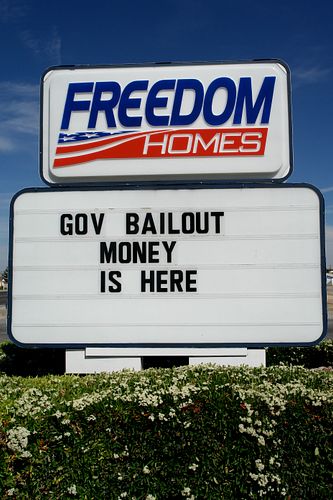 FREEDOM
HOMES
GOV BAILOUT
MONEY
IS HERE